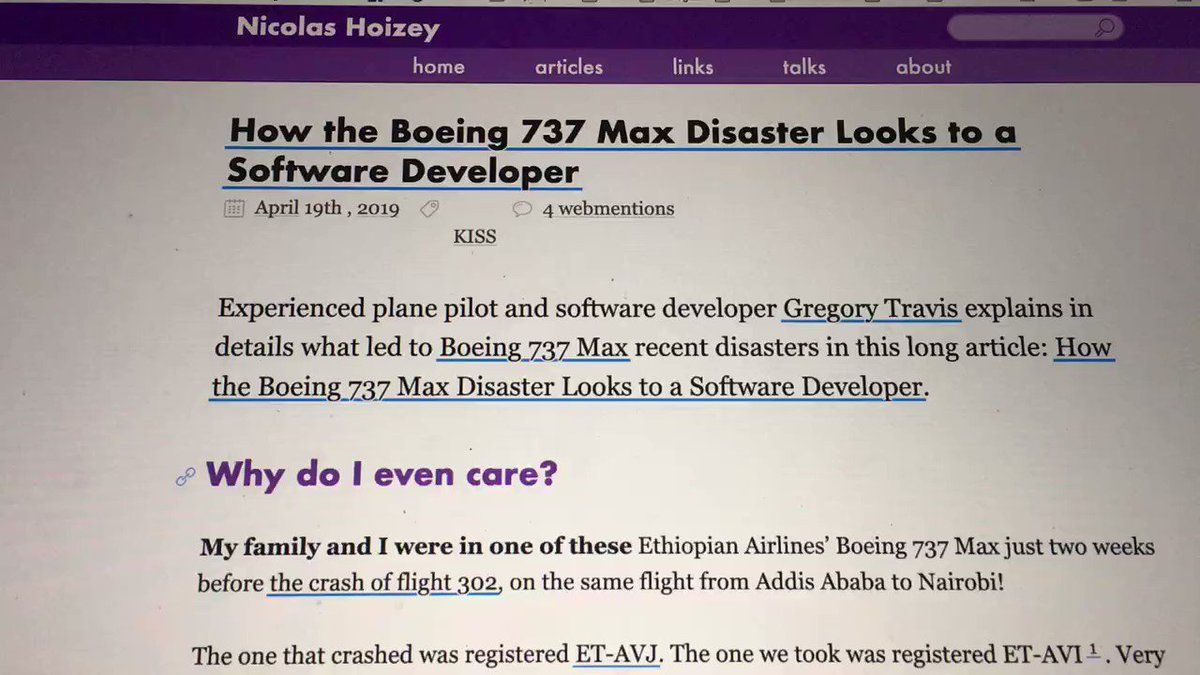 Nicolas Hoizey
home articles links talks about
How the Boeing 737 Max Disaster Looks to a
Software Developer
April 19th , 2019 4 webmentions
KISS
Experienced plane pilot and software developer Gregory Travis explains in
details what led to Boeing 737 Max recent disasters in this long article: How
the Boeing 737 Max Disaster Looks to a Software Developer.
Why do I even care?
My family and I were in one of these Ethiopian Airlines’ Boeing 737 Max just two weeks
before the crash of flight 302, on the same flight from Addis Ababa to Nairobi!
The one that crashed was registered ET-AVJ. The one we took was registered ET-AVI 1. Very